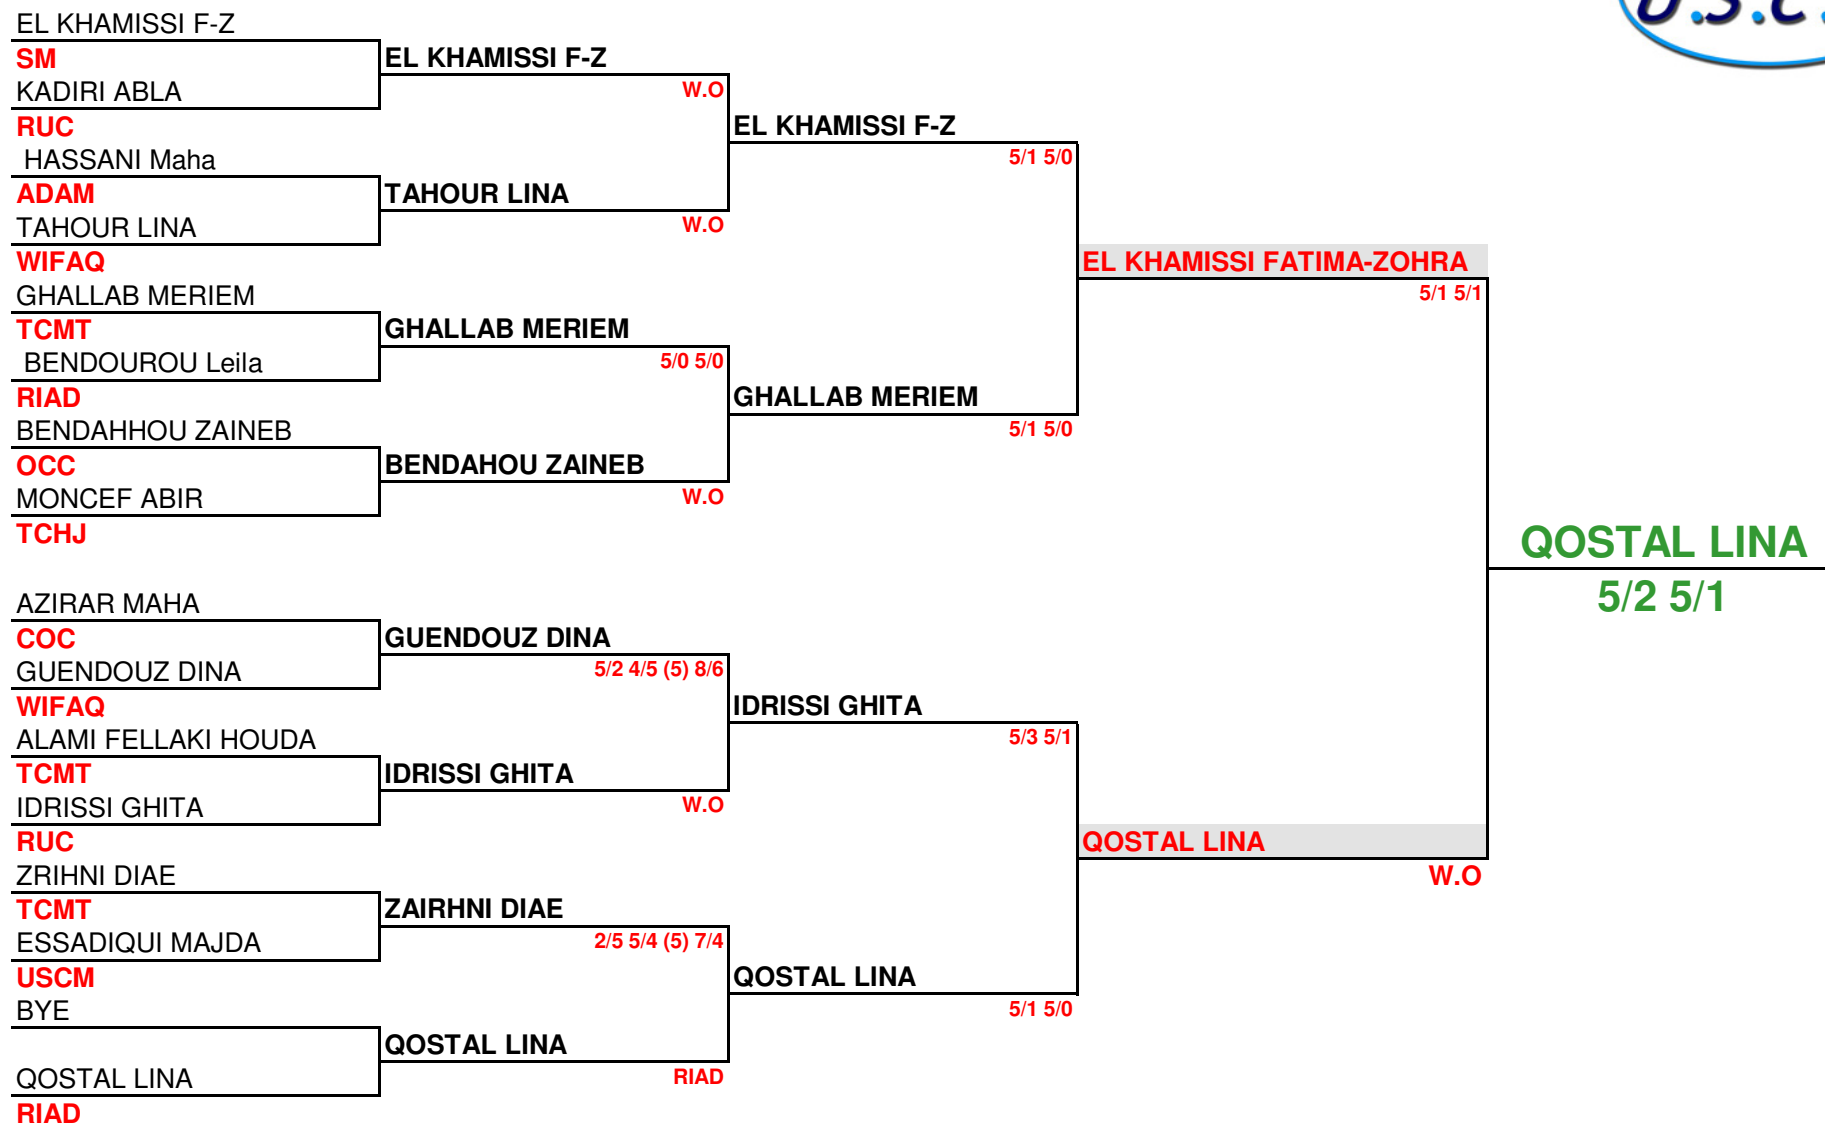 U.S.C.
EL KHAMISSI F-Z
SM
EL KHAMISSI F-Z
KADIRI ABLA
W.O
RUC
EL KHAMISSI F-Z
HASSANI Maha
5/1 5/0
ADAM
TAHOUR LINA
TAHOUR LINA
W.O
WIFAQ
EL KHAMISSI FATIMA-ZOHRA
GHALLAB MERIEM
5/1 5/1
TCMT
GHALLAB MERIEM
BENDOUROU Leila
5/0 5/0
RIAD
GHALLAB MERIEM
BENDAHHOU ZAINEB
5/1 5/0
OCC
BENDAHOU ZAINEB
MONCEF ABIR
W.O
TCHJ
QOSTAL LINA
5/2 5/1
AZIRAR MAHA
COC
GUENDOUZ DINA
GUENDOUZ DINA
5/2 4/5 (5) 8/6
WIFAQ
IDRISSI GHITA
ALAMI FELLAKI HOUDA
5/3 5/1
TCMT
IDRISSI GHITA
IDRISSI GHITA
W.O
RUC
QOSTAL LINA
ZRIHNI DIAE
W.O
TCMT
ZAIRHNI DIAE
ESSADIQUI MAJDA
2/5 5/4 (5) 7/4
USCM
QOSTAL LINA
BYE
5/1 5/0
QOSTAL LINA
QOSTAL LINA
RIAD
RIAD